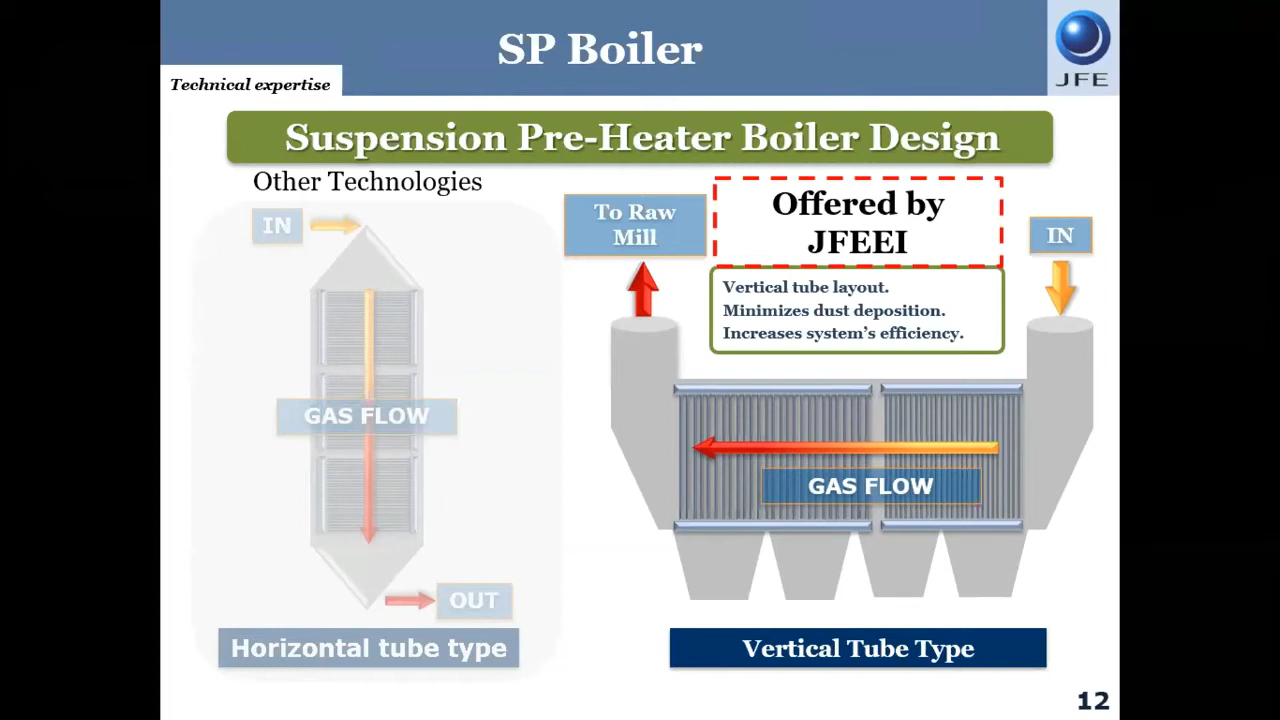 SP Boiler
Technical expertise
JFE
Suspension Pre-Heater Boiler Design
Other Technologies
IN
GAS FLOW
OUT
Horizontal tube type
To Raw
Mill
Offered by
JFEEI
IN
Vertical tube layout.
Minimizes dust deposition.
Increases system's efficiency.
GAS FLOW
Vertical Tube Type
12